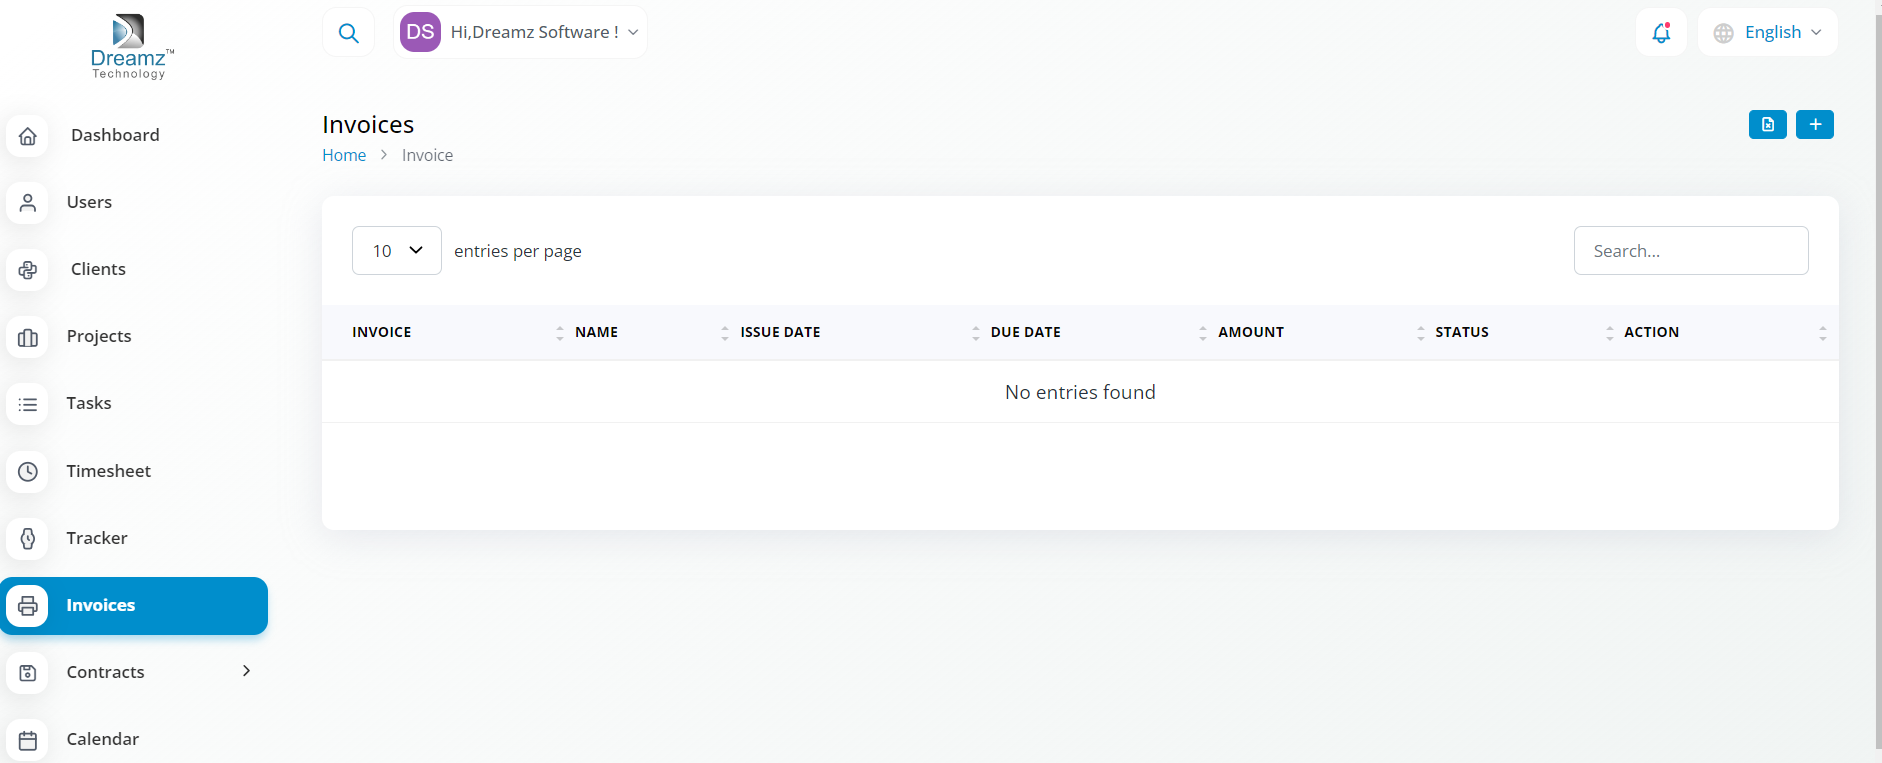 Dreamz™
Technology
DS Hi,Dreamz Software !
English
Dashboard
Users
Clients
Projects
Tasks
Timesheet
Tracker
Invoices
Contracts
Calendar
Invoices
Home > Invoice
10 entries per page
Search...
INVOICE NAME ISSUE DATE DUE DATE AMOUNT STATUS ACTION
No entries found